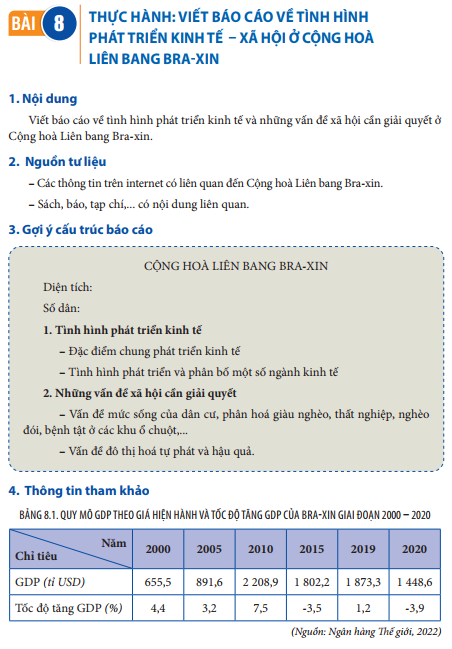 BÀI 8
THỰC HÀNH: VIẾT BÁO CÁO VỀ TÌNH HÌNH
PHÁT TRIỂN KINH TẾ – XÃ HỘI Ở CỘNG HOÀ
LIÊN BANG BRA-XIN
1. Nội dung
Viết báo cáo về tình hình phát triển kinh tế và những vấn đề xã hội cần giải quyết ở
Cộng hoà Liên bang Bra-xin.
2. Nguồn tư liệu
– Các thông tin trên internet có liên quan đến Cộng hoà Liên bang Bra-xin.
– Sách, báo, tạp chí,... có nội dung liên quan.
3. Gợi ý cấu trúc báo cáo
CỘNG HOÀ LIÊN BANG BRA-XIN
Diện tích:
Số dân:
1. Tình hình phát triển kinh tế
– Đặc điểm chung phát triển kinh tế
– Tình hình phát triển và phân bố một số ngành kinh tế
2. Những vấn đề xã hội cần giải quyết
– Vấn đề mức sống của dân cư, phân hoá giàu nghèo, thất nghiệp, nghèo
đói, bệnh tật ở các khu ổ chuột,...
– Vấn đề đô thị hoá tự phát và hậu quả.
4. Thông tin tham khảo
BẢNG 8.1. QUY MÔ GDP THEO GIÁ HIỆN HÀNH VÀ TỐC ĐỘ TĂNG GDP CỦA BRA-XIN GIAI ĐOẠN 2000 – 2020
Năm
Chỉ tiêu 2000 2005 2010 2015 2019 2020
GDP (tỉ USD) 655,5 891,6 2 208,9 1 802,2 1 873,3 1 448,6
Tốc độ tăng GDP (%) 4,4 3,2 7,5 -3,5 1,2 -3,9
(Nguồn: Ngân hàng Thế giới, 2022)